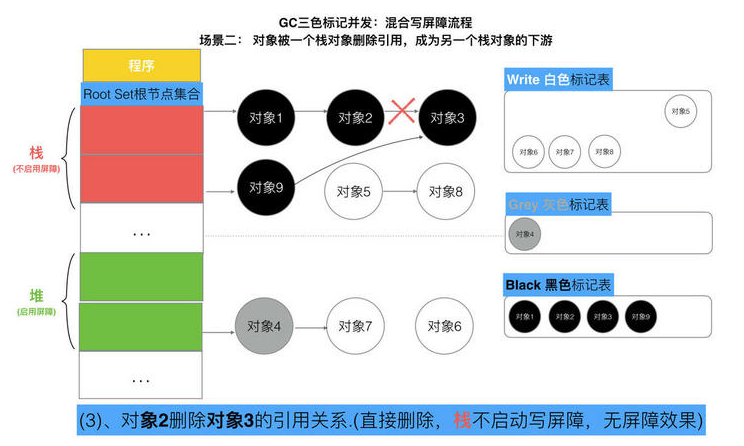 GC三色标记并发：混合写屏障流程
场景二： 对象被一个栈对象删除引用，成为另一个栈对象的下游
程序
Root Set根节点集合
栈
(不启用屏障)
...
堆
(启用屏障)
...
对象1
对象2
对象3
对象9
对象5
对象8
对象4
对象7
对象6
Write 白色标记表
对象5
对象6
对象7
对象8
Grey 灰色标记表
对象4
Black 黑色标记表
对象1
对象2
对象3
对象9
(3)、对象2删除对象3的引用关系.(直接删除，栈不启动写屏障，无屏障效果)